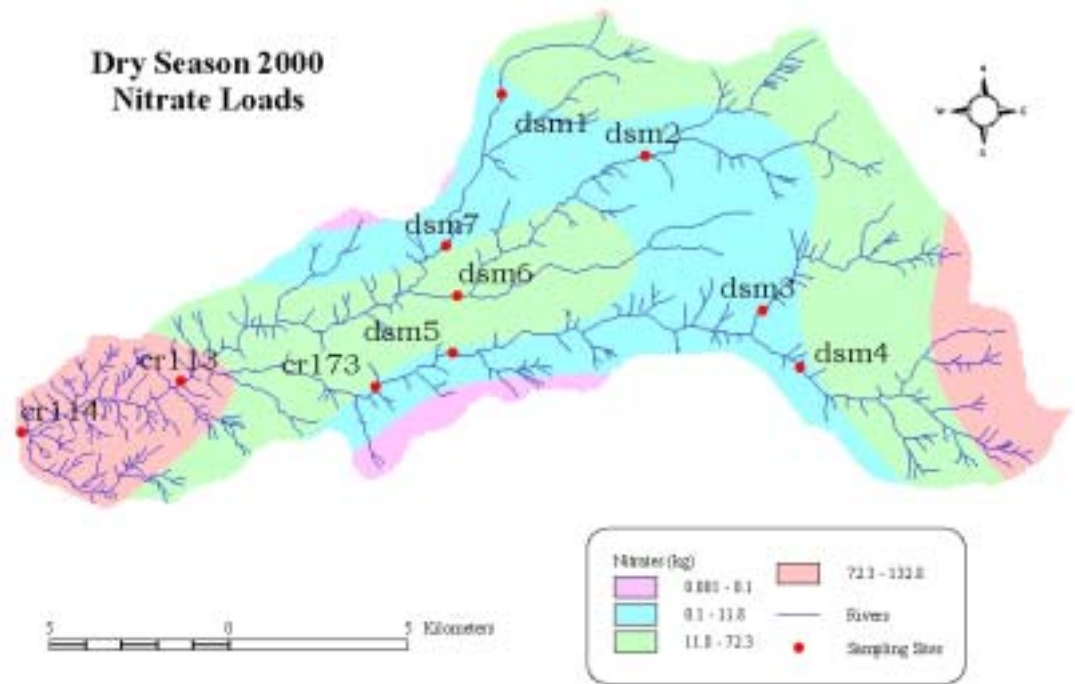 Dry Season 2000
Nitrate Loads
N
W
E
S
dsm1
dsm2
dsm7
dsm6
dsm3
dsm5
cr113
cr173
dsm4
cr114
Nitrates (kg)
0.001 - 0.1
0.1 - 11.8
11.8 - 72.3
72.3 - 132.8
Rivers
Sampling Sites
5 0 5 Kilometers